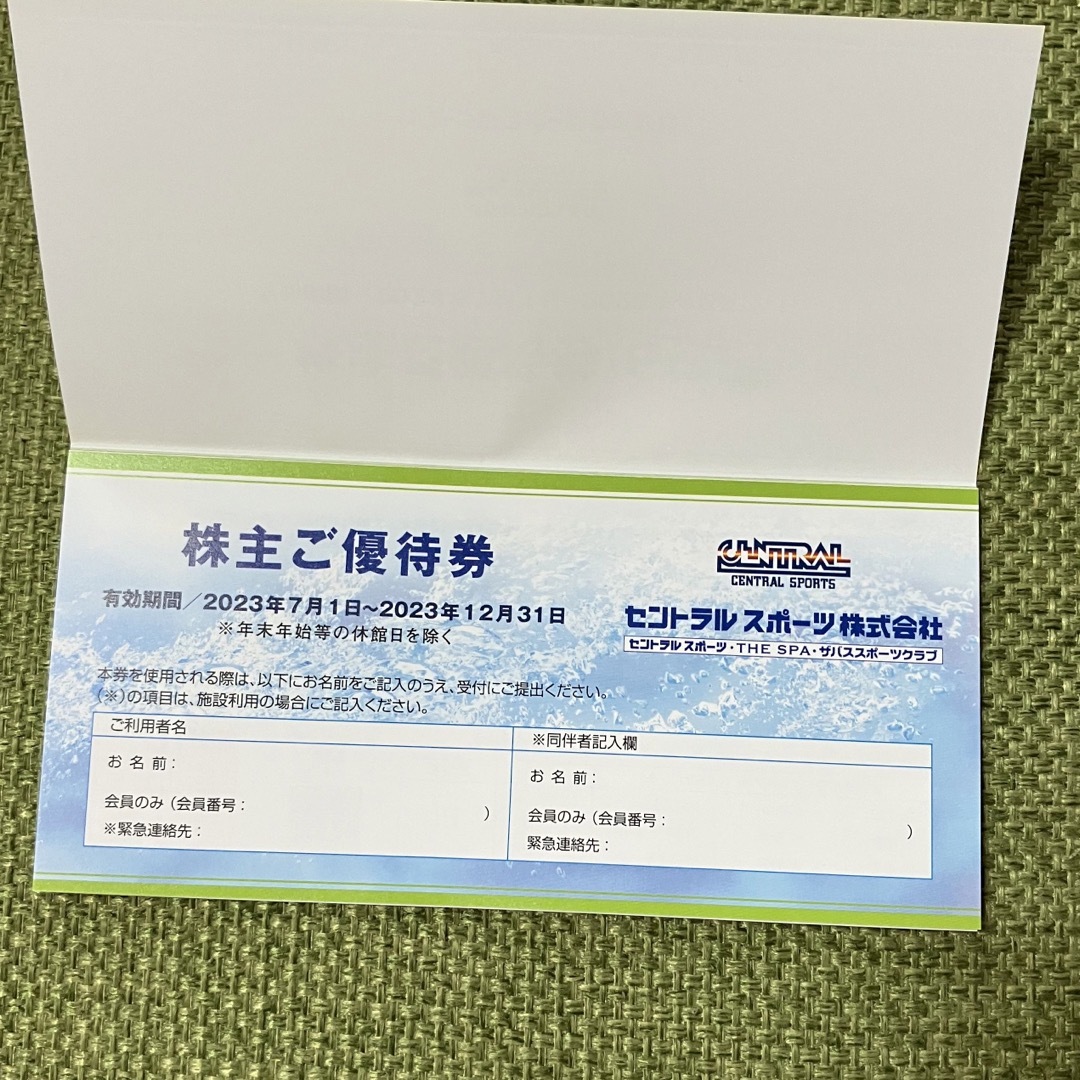 株主ご優待券
有効期間／2023年7月1日～2023年12月31日
※年末年始等の休館日を除く
CENTRAL
CENTRAL SPORTS
セントラルスポーツ株式会社
セントラルスポーツ・THE SPA・ザバススポーツクラブ
本券を使用される際は、以下にお名前をご記入のうえ、受付にご提出ください。
（※）の項目は、施設利用の場合にご記入ください。
ご利用者名
お 名 前：
会員のみ（会員番号： ）
※緊急連絡先：
※同伴者記入欄
お 名 前：
会員のみ（会員番号： ）
緊急連絡先：